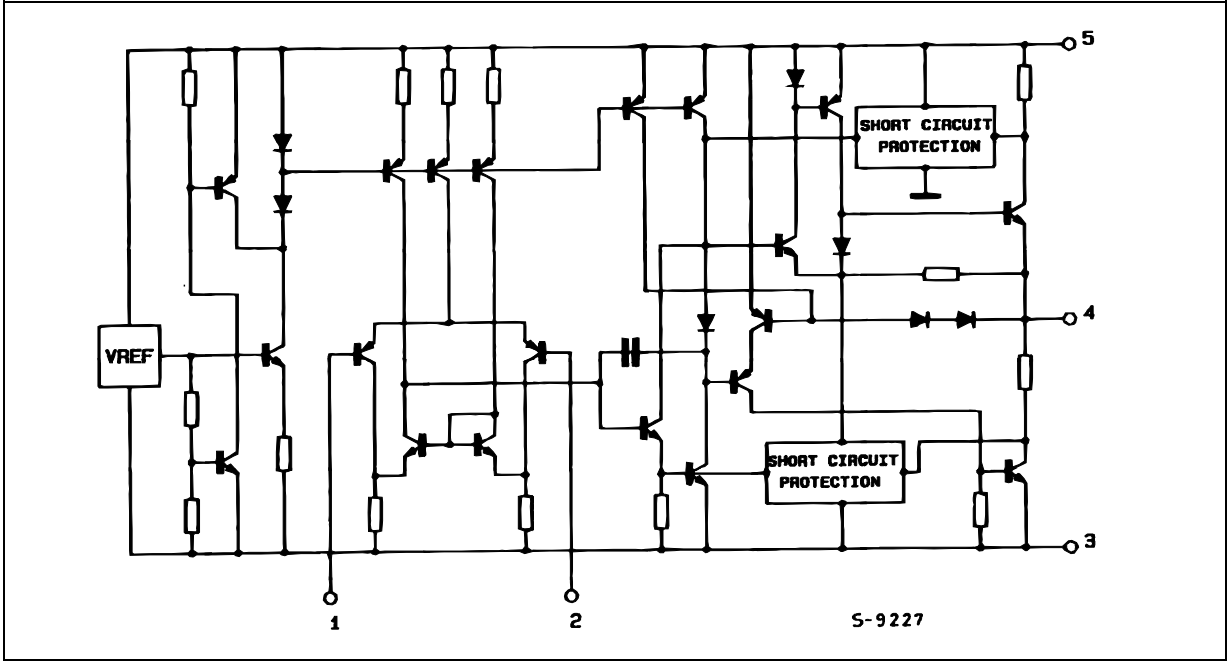 5
SHORT CIRCUIT
PROTECTION
4
VREF
SHORT CIRCUIT
PROTECTION
3
1
2
S-9227